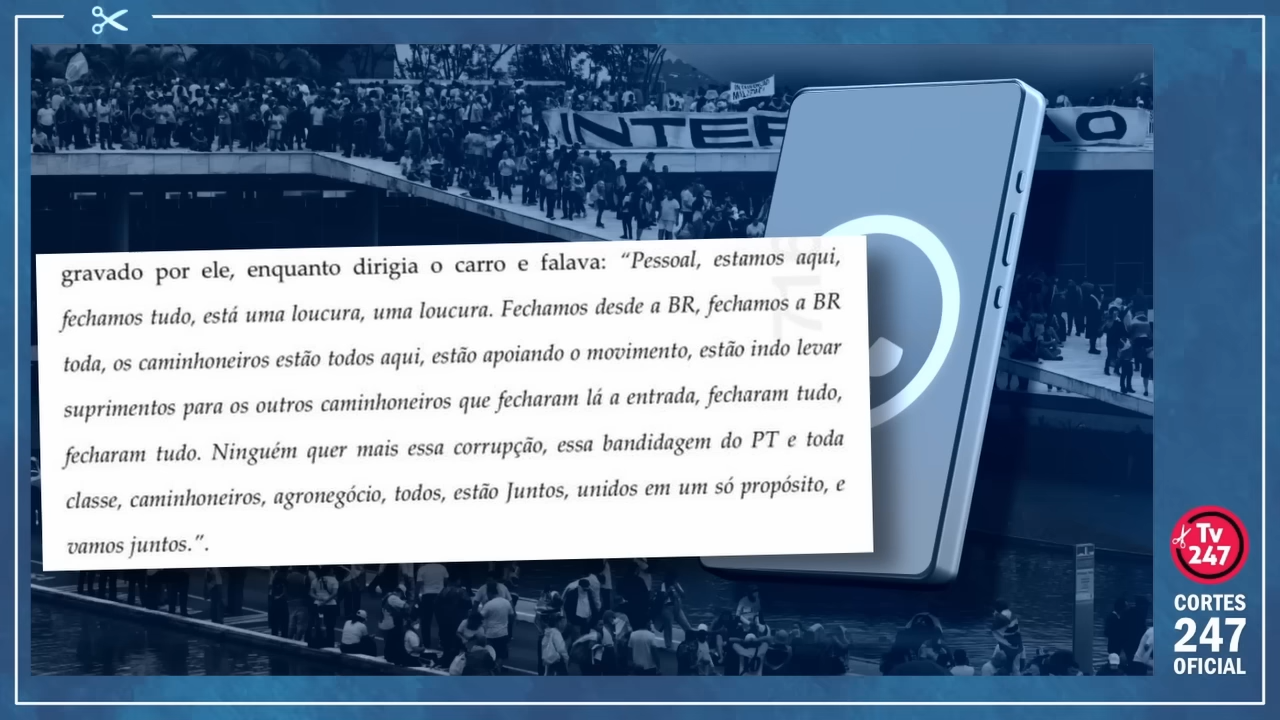 INTER
ÃO
gravado por ele, enquanto dirigia o carro e falava: “Pessoal, estamos aqui,
fechamos tudo, está uma loucura, uma loucura. Fechamos desde a BR, fechamos a BR
toda, os caminhoneiros estão todos aqui, estão apoiando o movimento, estão indo levar
suprimentos para os outros caminhoneiros que fecharam lá a entrada, fecharam tudo,
fecharam tudo. Ninguém quer mais essa corrupção, essa bandidagem do PT e toda
classe, caminhoneiros, agronegócio, todos, estão Juntos, unidos em um só propósito, e
vamos juntos.”.
Tv
247
CORTES
247
OFICIAL